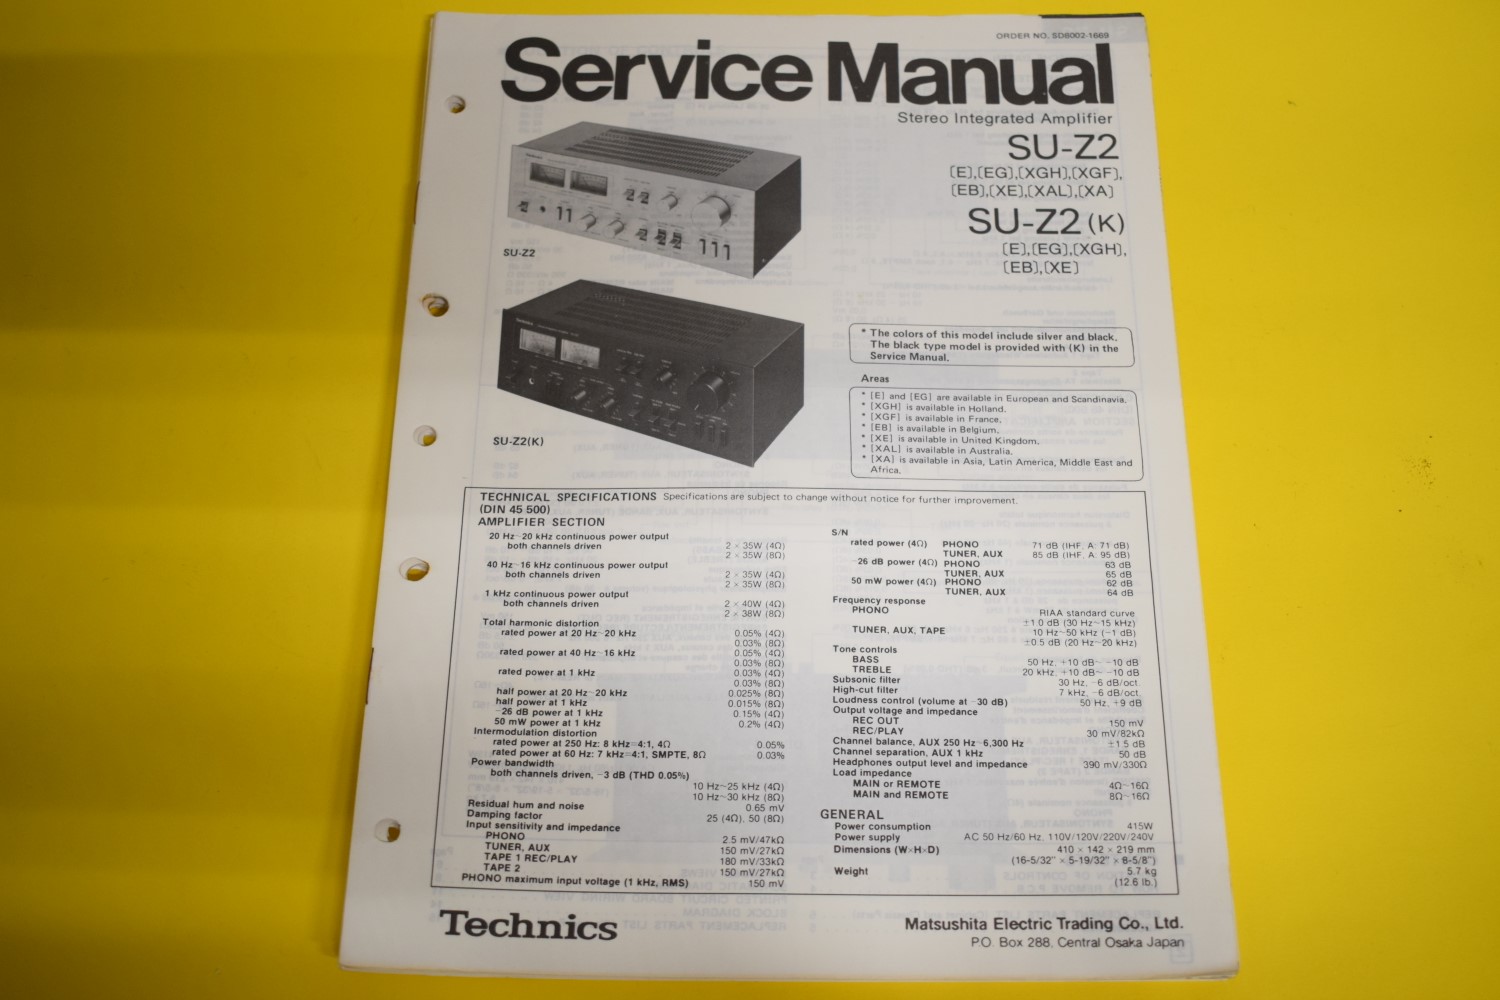 ORDER NO. SD8002-1669
Service Manual
Stereo Integrated Amplifier
SU-Z2
[E],[EG],[XGH],[XGF],
[EB],[XE],[XAL],[XA]
SU-Z2 (K)
[E],[EG],[XGH],
[EB],[XE]
SU-Z2
SU-Z2(K)
* The colors of this model include silver and black.
The black type model is provided with (K) in the
Service Manual.
Areas
* [E] and [EG] are available in European and Scandinavia.
* [XGH] is available in Holland.
* [XGF] is available in France.
* [EB] is available in Belgium.
* [XE] is available in United Kingdom.
* [XAL] is available in Australia.
* [XA] is available in Asia, Latin America, Middle East and
Africa.
TECHNICAL SPECIFICATIONS Specifications are subject to change without notice for further improvement.
(DIN 45 500)
AMPLIFIER SECTION
20 Hz~20 kHz continuous power output
both channels driven 2 × 35W (4Ω)
2 × 35W (8Ω)
40 Hz~16 kHz continuous power output
both channels driven 2 × 35W (4Ω)
2 × 35W (8Ω)
1 kHz continuous power output
both channels driven 2 × 40W (4Ω)
2 × 38W (8Ω)
Total harmonic distortion
rated power at 20 Hz~20 kHz 0.05% (4Ω)
0.03% (8Ω)
rated power at 40 Hz~16 kHz 0.05% (4Ω)
0.03% (8Ω)
rated power at 1 kHz 0.03% (4Ω)
0.03% (8Ω)
half power at 20 Hz~20 kHz 0.025% (8Ω)
half power at 1 kHz 0.015% (8Ω)
-26 dB power at 1 kHz 0.15% (4Ω)
50 mW power at 1 kHz 0.2% (4Ω)
Intermodulation distortion
rated power at 250 Hz: 8 kHz=4:1, 4Ω 0.05%
rated power at 60 Hz: 7 kHz=4:1, SMPTE, 8Ω 0.03%
Power bandwidth
both channels driven, -3 dB (THD 0.05%)
10 Hz~25 kHz (4Ω)
10 Hz~30 kHz (8Ω)
Residual hum and noise 0.65 mV
Damping factor 25 (4Ω), 50 (8Ω)
Input sensitivity and impedance
PHONO 2.5 mV/47kΩ
TUNER, AUX 150 mV/27kΩ
TAPE 1 REC/PLAY 180 mV/33kΩ
TAPE 2 150 mV/27kΩ
PHONO maximum input voltage (1 kHz, RMS) 150 mV
S/N
rated power (4Ω) PHONO 71 dB (IHF, A: 71 dB)
TUNER, AUX 85 dB (IHF, A: 95 dB)
-26 dB power (4Ω) PHONO 63 dB
TUNER, AUX 65 dB
50 mW power (4Ω) PHONO 62 dB
TUNER, AUX 64 dB
Frequency response
PHONO RIAA standard curve
±1.0 dB (30 Hz~15 kHz)
TUNER, AUX, TAPE 10 Hz~50 kHz (-1 dB)
±0.5 dB (20 Hz~20 kHz)
Tone controls
BASS 50 Hz, +10 dB~-10 dB
TREBLE 20 kHz, +10 dB~-10 dB
Subsonic filter 30 Hz, -6 dB/oct.
High-cut filter 7 kHz, -6 dB/oct.
Loudness control (volume at -30 dB) 50 Hz, +9 dB
Output voltage and impedance
REC OUT 150 mV
REC/PLAY 30 mV/82kΩ
Channel balance, AUX 250 Hz~6,300 Hz ±1.5 dB
Channel separation, AUX 1 kHz 50 dB
Headphones output level and impedance 390 mV/330Ω
Load impedance
MAIN or REMOTE 4Ω~16Ω
MAIN and REMOTE 8Ω~16Ω
GENERAL
Power consumption 415W
Power supply AC 50 Hz/60 Hz, 110V/120V/220V/240V
Dimensions (W×H×D) 410 × 142 × 219 mm
(16-5/32" × 5-19/32" × 8-5/8")
Weight 5.7 kg
(12.6 lb.)
Technics
Matsushita Electric Trading Co., Ltd.
P.O. Box 288, Central Osaka Japan